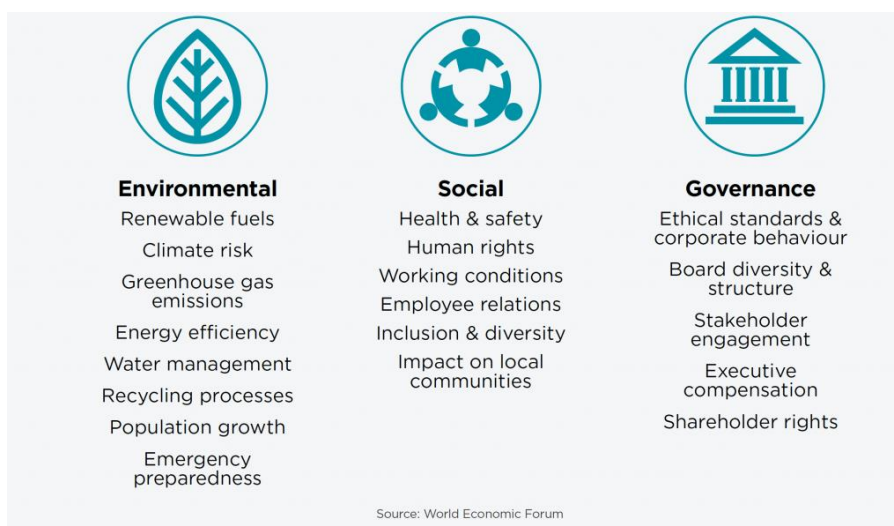 Environmental
Renewable fuels
Climate risk
Greenhouse gas
emissions
Energy efficiency
Water management
Recycling processes
Population growth
Emergency
preparedness
Social
Health & safety
Human rights
Working conditions
Employee relations
Inclusion & diversity
Impact on local
communities
Governance
Ethical standards &
corporate behaviour
Board diversity &
structure
Stakeholder
engagement
Executive
compensation
Shareholder rights
Source: World Economic Forum